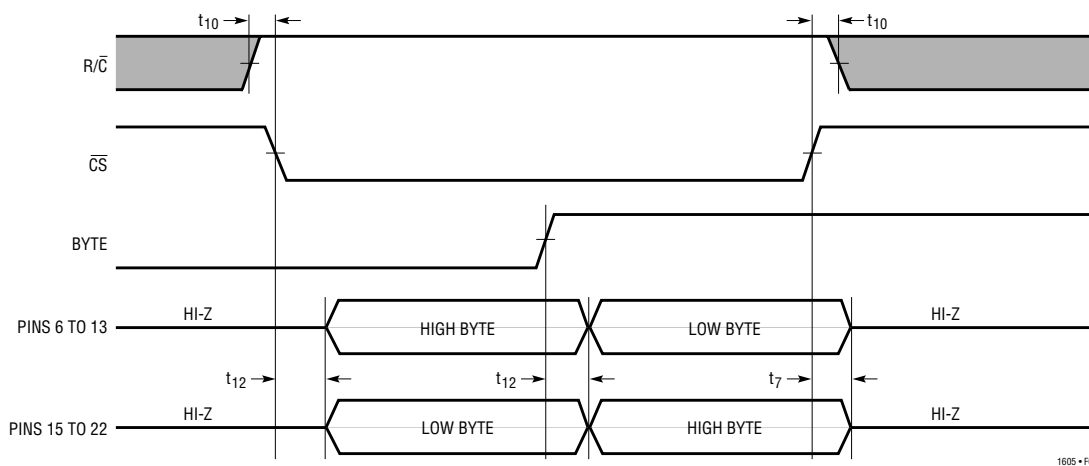 t10 t10
R/C̅
C̅S̅
BYTE
HI-Z HIGH BYTE LOW BYTE HI-Z
PINS 6 TO 13
t12 t12 t7
HI-Z LOW BYTE HIGH BYTE HI-Z
PINS 15 TO 22
1605 •